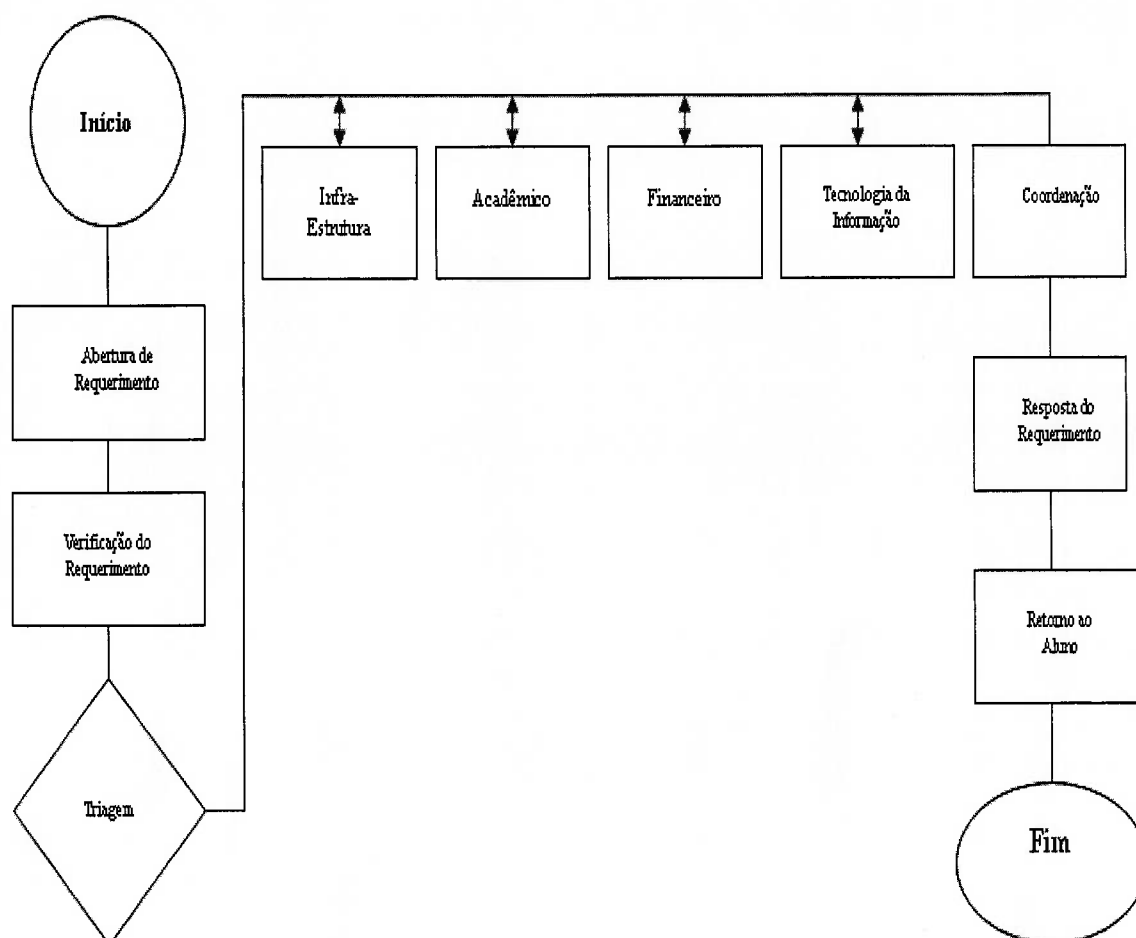 Início
Abertura de
Requerimento
Verificação do
Requerimento
Triagem
Infra-
Estrutura
Acadêmico
Financeiro
Tecnologia da
Informação
Coordenação
Resposta do
Requerimento
Retorno ao
Aluno
Fim